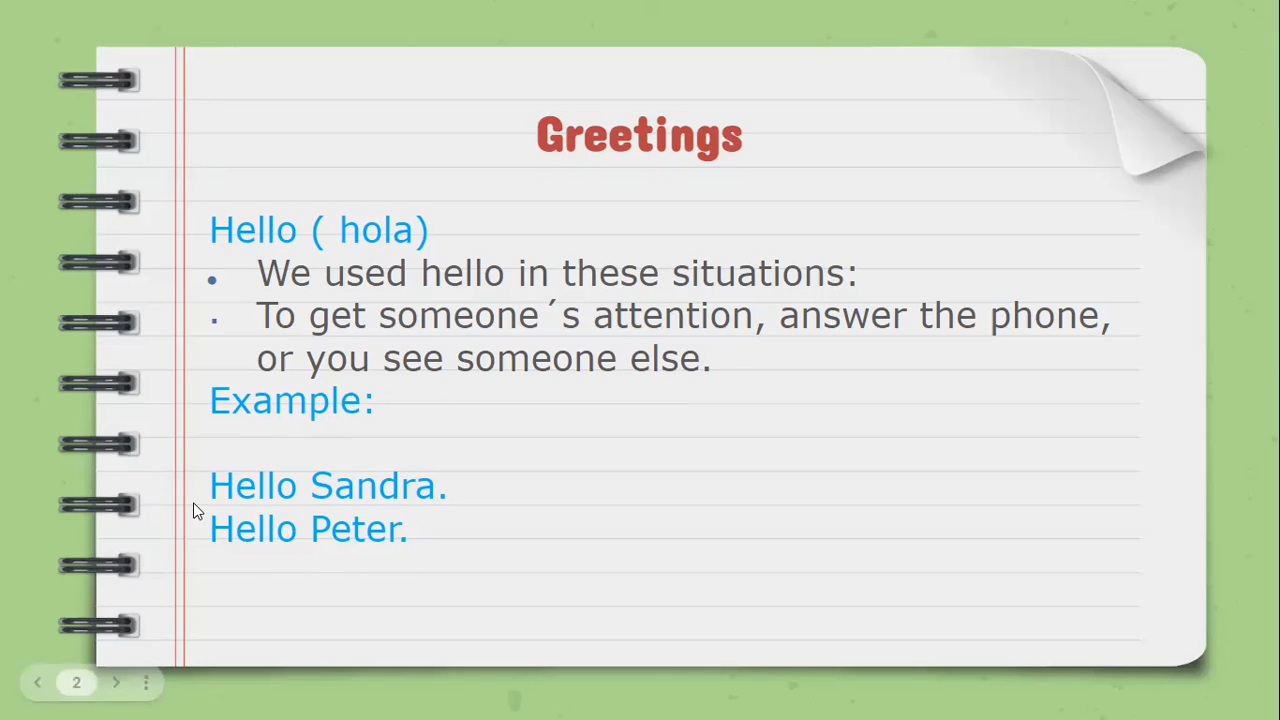 Greetings
Hello ( hola)
• We used hello in these situations:
· To get someone´s attention, answer the phone,
or you see someone else.
Example:
Hello Sandra.
Hello Peter.
2